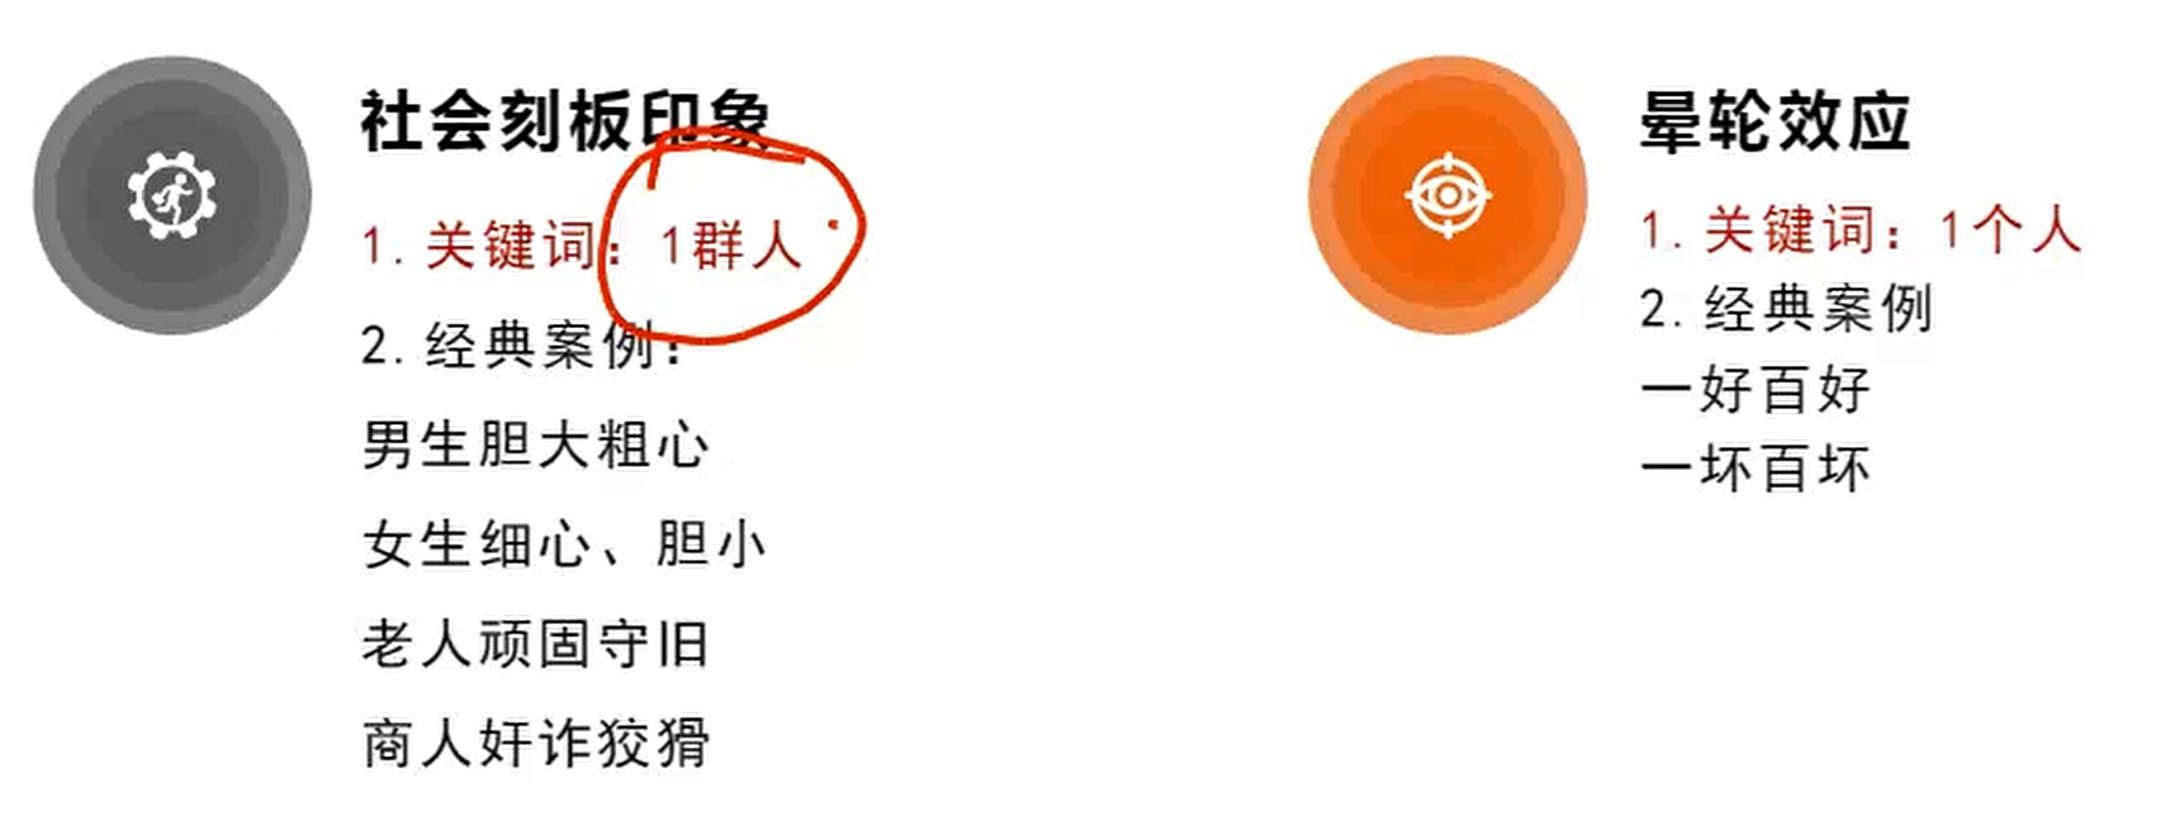 社会刻板印象
1.关键词：1群人
2.经典案例：
男生胆大粗心
女生细心、胆小
老人顽固守旧
商人奸诈狡猾
晕轮效应
1.关键词：1个人
2.经典案例
一好百好
一坏百坏